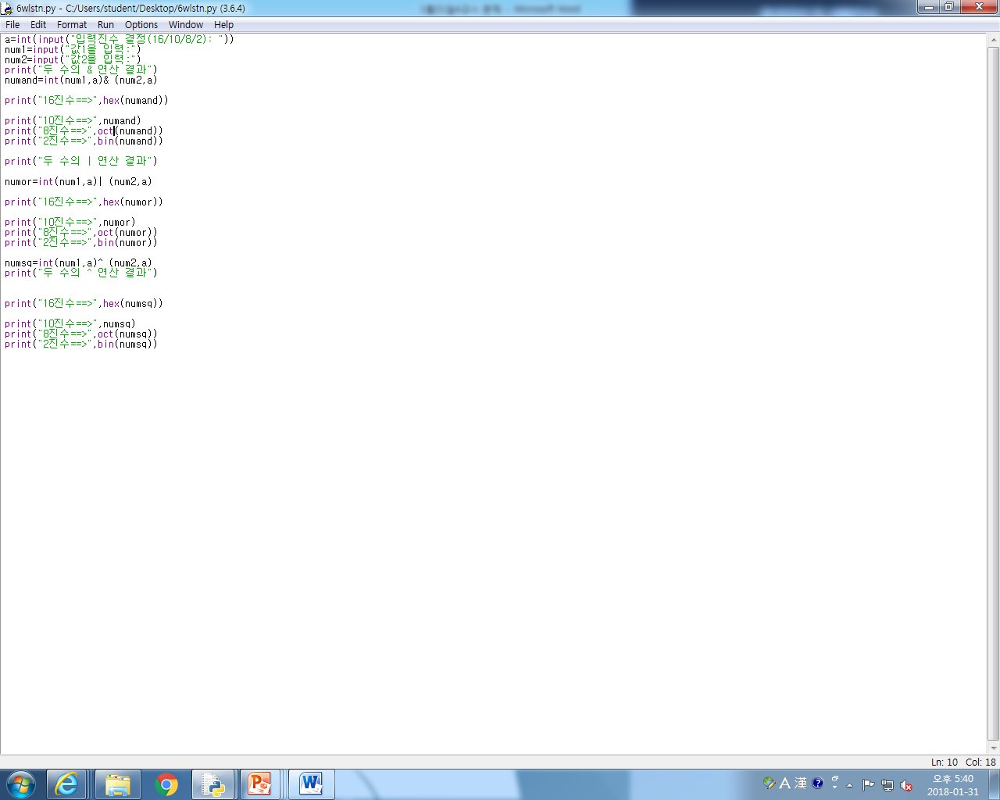 6wlstn.py - C:/Users/student/Desktop/6wlstn.py (3.6.4)
File Edit Format Run Options Window Help
a=int(input("입력진수 결정(16/10/8/2): "))
num1=input("값1을 입력:")
num2=input("값2을 입력:")
print("두 수의 & 연산 결과")
numand=int(num1,a)& (num2,a)
print("16진수==>",hex(numand))
print("10진수==>",numand)
print("8진수==>",oct(numand))
print("2진수==>",bin(numand))
print("두 수의 | 연산 결과")
numor=int(num1,a)| (num2,a)
print("16진수==>",hex(numor))
print("10진수==>",numor)
print("8진수==>",oct(numor))
print("2진수==>",bin(numor))
numsq=int(num1,a)^ (num2,a)
print("두 수의 ^ 연산 결과")
print("16진수==>",hex(numsq))
print("10진수==>",numsq)
print("8진수==>",oct(numsq))
print("2진수==>",bin(numsq))
Ln: 10 Col: 18
A 漢
오후 5:40
2018-01-31